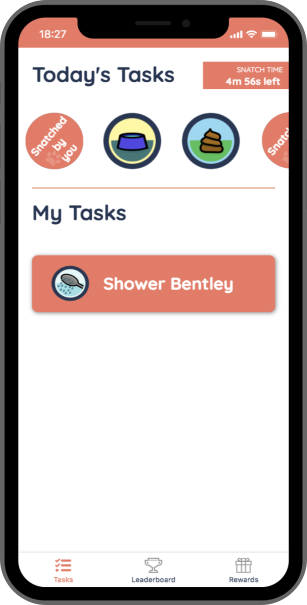 18:27
Today's Tasks
SNATCH TIME
4m 56s left
Snatched
by
you
My Tasks
Shower Bentley
Tasks
Leaderboard
Rewards